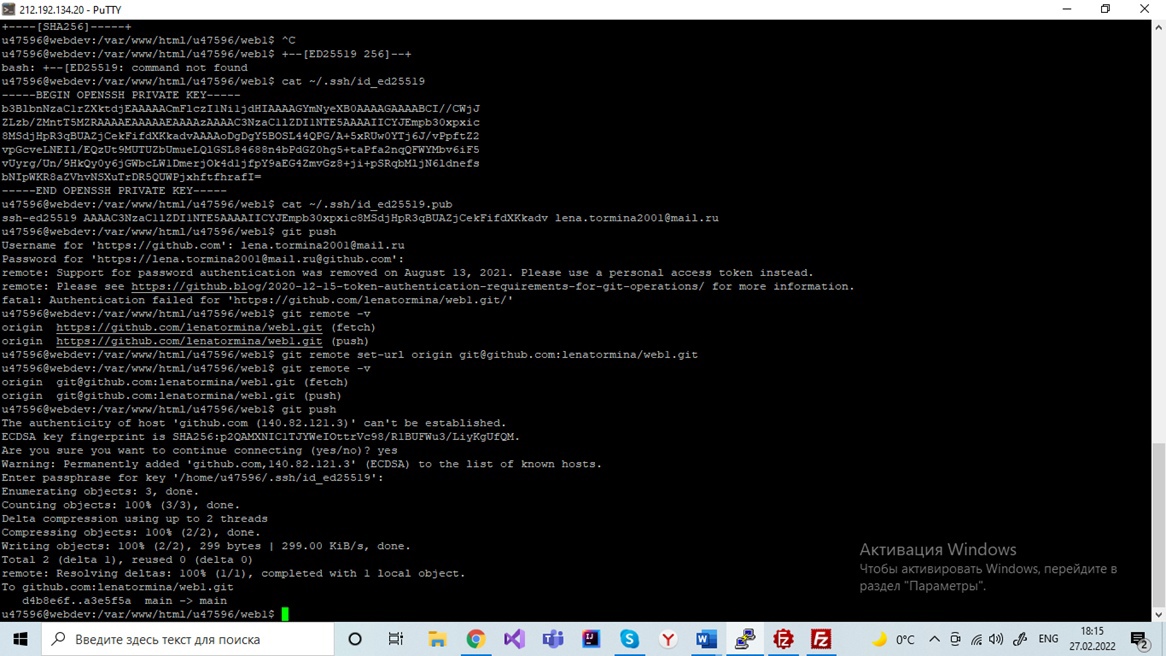 212.192.134.20 - PuTTY
+----[SHA256]-----+
u47596@webdev:/var/www/html/u47596/web1$ ^C
u47596@webdev:/var/www/html/u47596/web1$ +--[ED25519 256]--+
bash: +--[ED25519: command not found
u47596@webdev:/var/www/html/u47596/web1$ cat ~/.ssh/id_ed25519
-----BEGIN OPENSSH PRIVATE KEY-----
-----END OPENSSH PRIVATE KEY-----
u47596@webdev:/var/www/html/u47596/web1$ cat ~/.ssh/id_ed25519.pub
ssh-ed25519 AAAAC3NzaC1lZDI1NTE5AAAAIICYJEmpb30xpxic8MSdjHpR3qBUAZjCekFifdXKkadv lena.tormina2001@mail.ru
u47596@webdev:/var/www/html/u47596/web1$ git push
Username for 'https://github.com': lena.tormina2001@mail.ru
Password for 'https://lena.tormina2001@mail.ru@github.com':
remote: Support for password authentication was removed on August 13, 2021. Please use a personal access token instead.
remote: Please see https://github.blog/2020-12-15-token-authentication-requirements-for-git-operations/ for more information.
fatal: Authentication failed for 'https://github.com/lenatormina/web1.git/'
u47596@webdev:/var/www/html/u47596/web1$ git remote -v
origin https://github.com/lenatormina/web1.git (fetch)
origin https://github.com/lenatormina/web1.git (push)
u47596@webdev:/var/www/html/u47596/web1$ git remote set-url origin git@github.com:lenatormina/web1.git
u47596@webdev:/var/www/html/u47596/web1$ git remote -v
origin git@github.com:lenatormina/web1.git (fetch)
origin git@github.com:lenatormina/web1.git (push)
u47596@webdev:/var/www/html/u47596/web1$ git push
The authenticity of host 'github.com (140.82.121.3)' can't be established.
ECDSA key fingerprint is SHA256:p2QAMXNIC1TJYWeIOttrVc98/R1BUFWu3/LiyKgUfQM.
Are you sure you want to continue connecting (yes/no)? yes
Warning: Permanently added 'github.com,140.82.121.3' (ECDSA) to the list of known hosts.
Enter passphrase for key '/home/u47596/.ssh/id_ed25519':
Enumerating objects: 3, done.
Counting objects: 100% (3/3), done.
Delta compression using up to 2 threads
Compressing objects: 100% (2/2), done.
Writing objects: 100% (2/2), 299 bytes | 299.00 KiB/s, done.
Total 2 (delta 1), reused 0 (delta 0)
remote: Resolving deltas: 100% (1/1), completed with 1 local object.
To github.com:lenatormina/web1.git
d4b8e6f..a3e5f5a main -> main
u47596@webdev:/var/www/html/u47596/web1$
Активация Windows
Чтобы активировать Windows, перейдите в
раздел "Параметры".
Введите здесь текст для поиска
0°C
ENG
18:15
27.02.2022
2